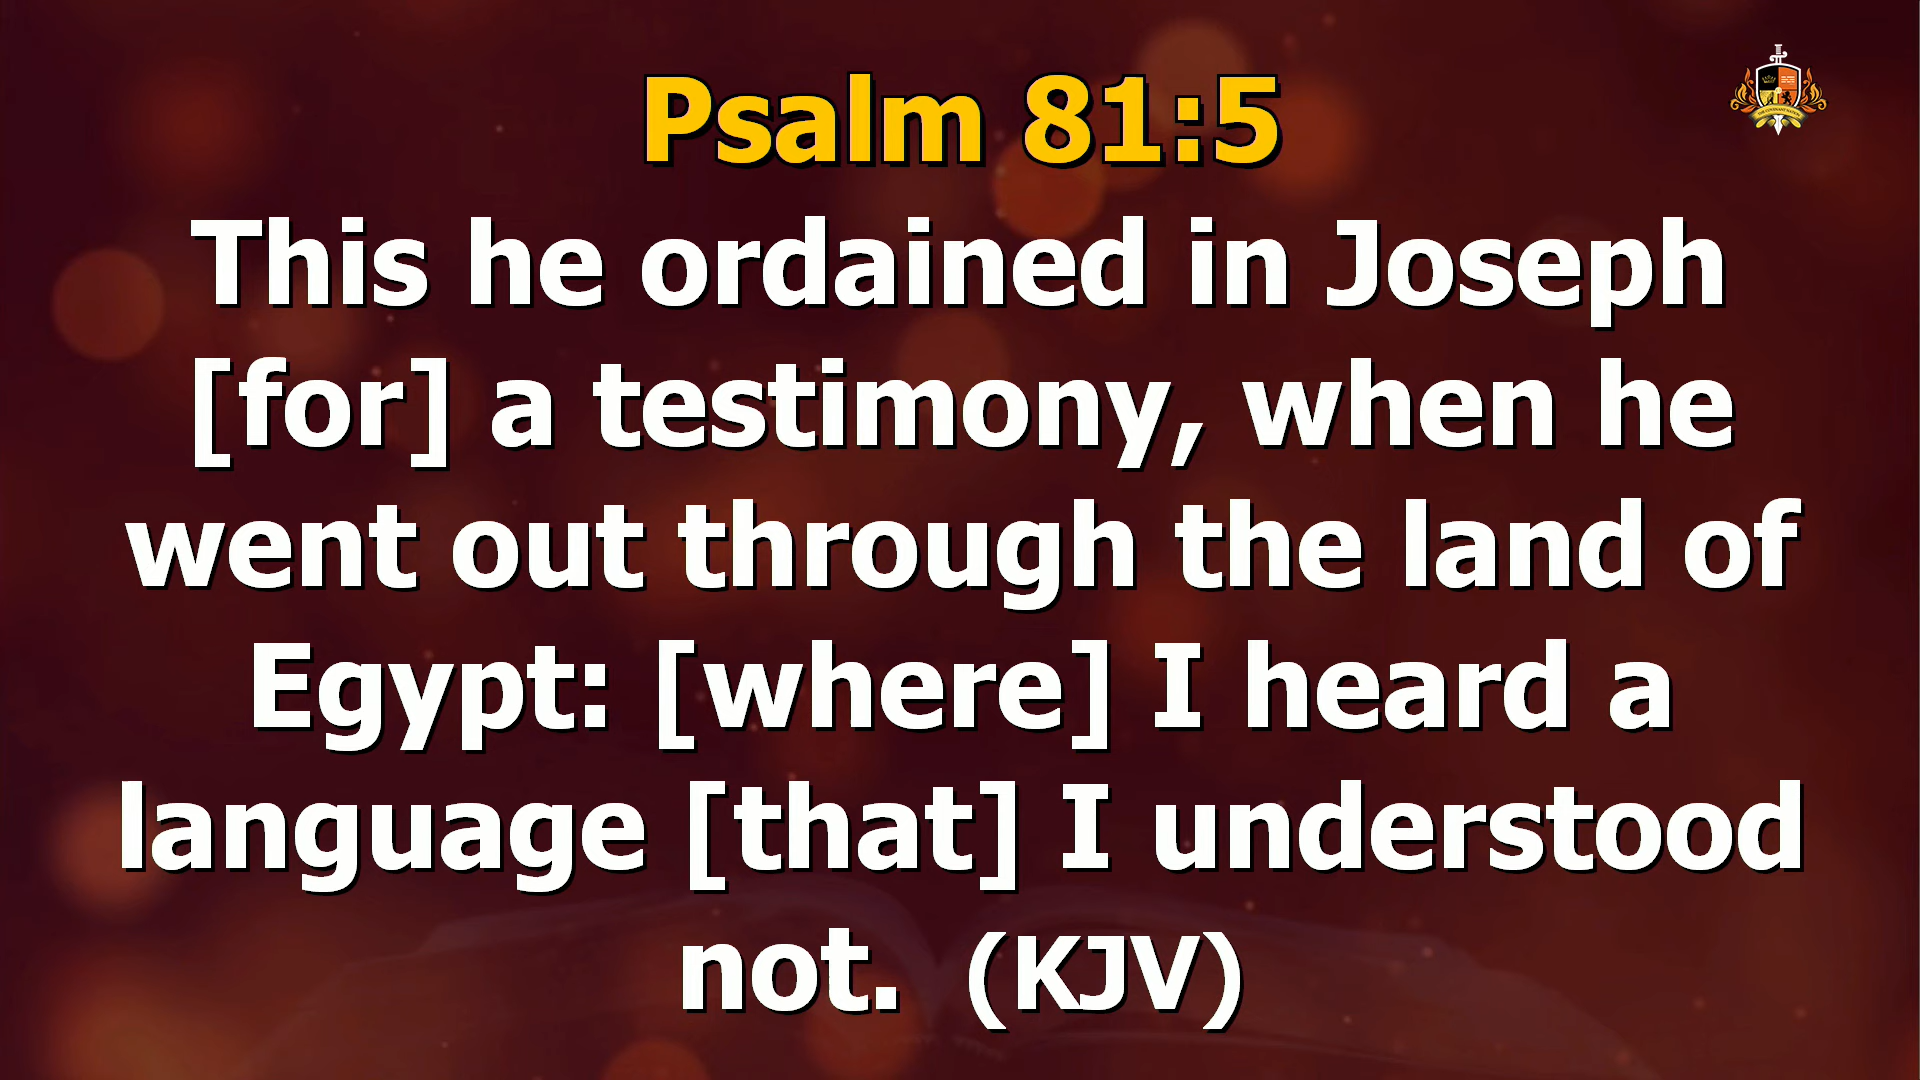 Psalm 81:5
This he ordained in Joseph
[for] a testimony, when he
went out through the land of
Egypt: [where] I heard a
language [that] I understood
not. (KJV)